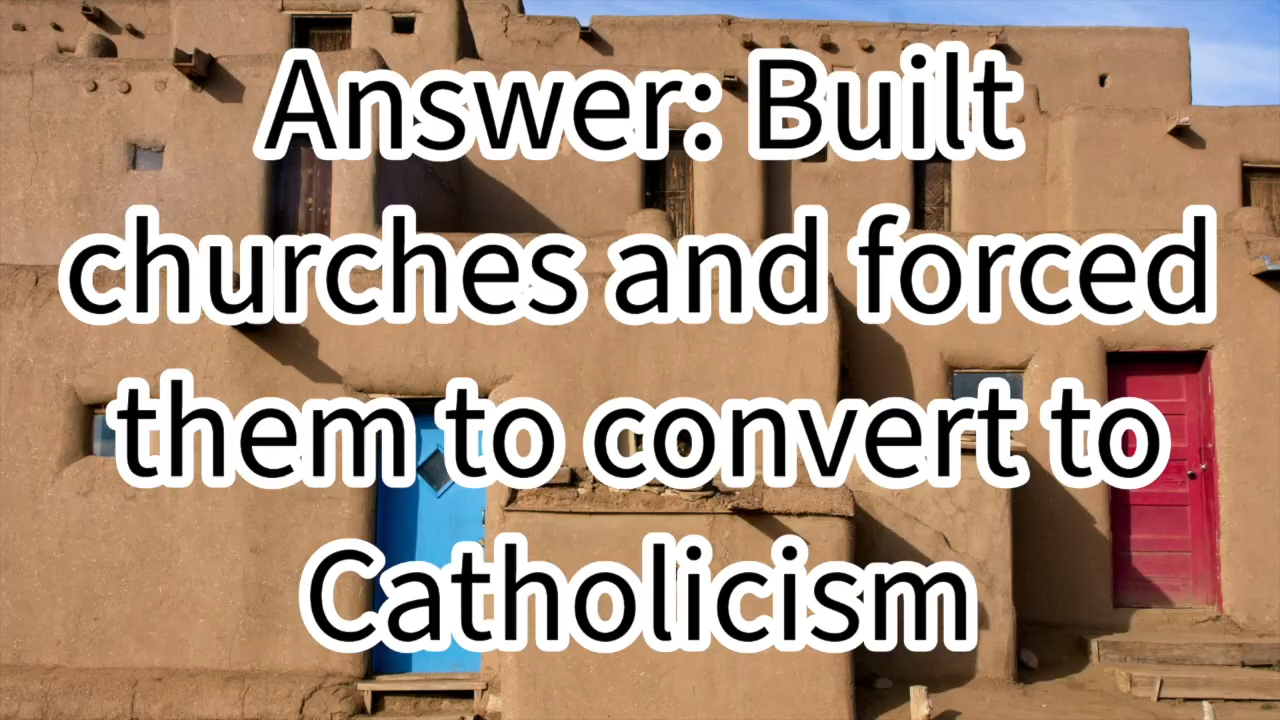 Answer: Built
churches and forced
them to convert to
Catholicism